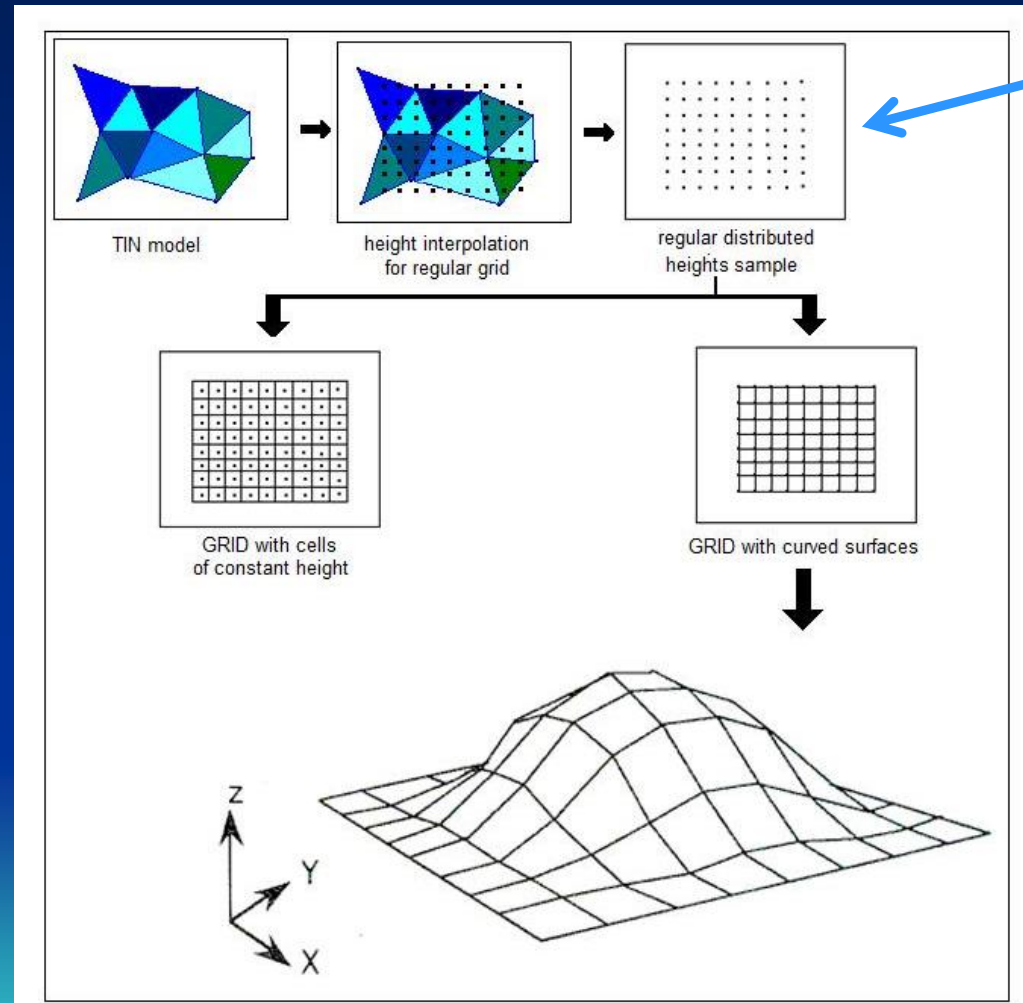 TIN model
height interpolation
for regular grid
regular distributed
heights sample
GRID with cells
of constant height
GRID with curved surfaces
Z
Y
X